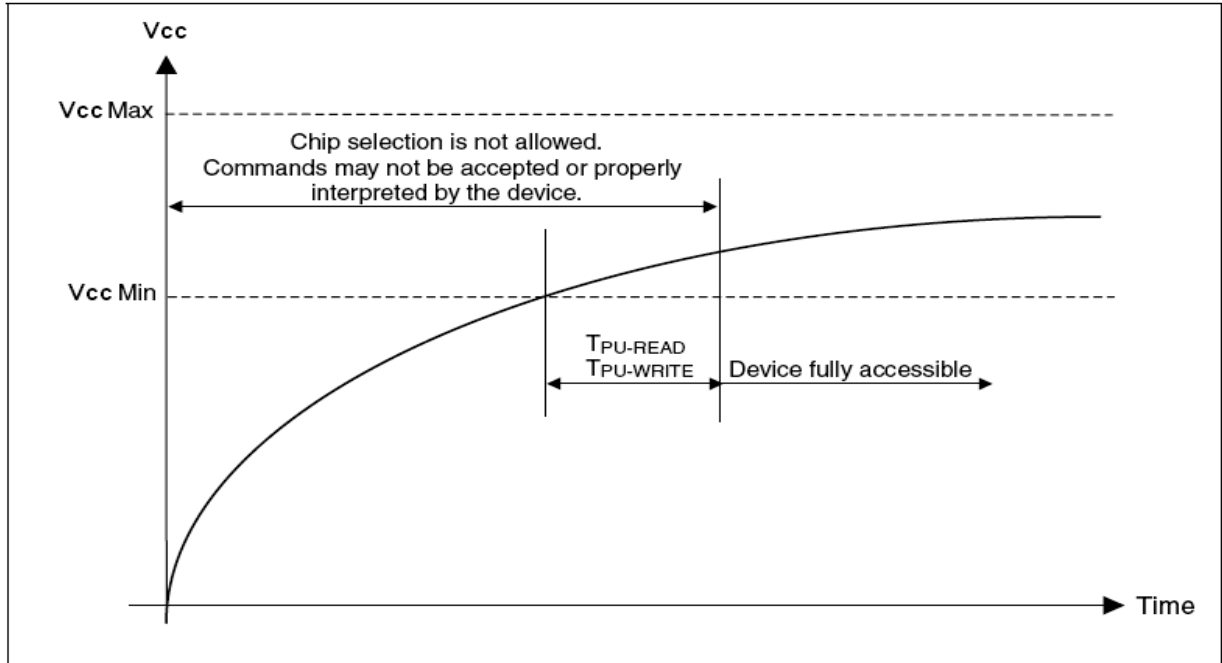 Vcc
Vcc Max
Chip selection is not allowed.
Commands may not be accepted or properly
interpreted by the device.
Vcc Min
TPU-READ
TPU-WRITE
Device fully accessible
Time